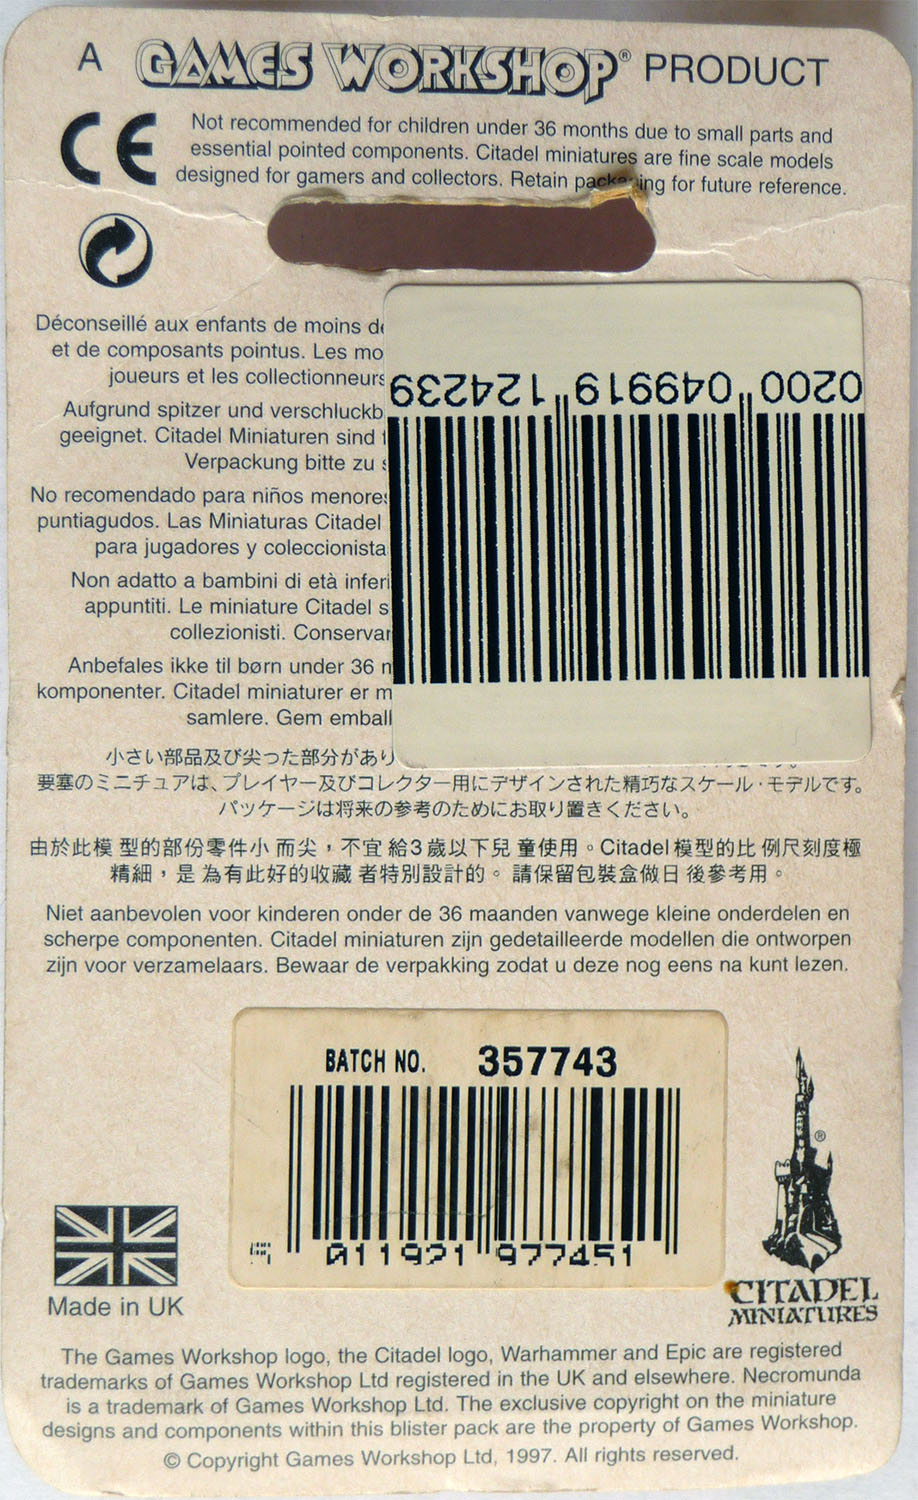 A GAMES WORKSHOP® PRODUCT
CE
Not recommended for children under 36 months due to small parts and
essential pointed components. Citadel miniatures are fine scale models
designed for gamers and collectors. Retain packaging for future reference.
Déconseillé aux enfants de moins
et de composants pointus. Les
joueurs et les collectionneurs
Aufgrund spitzer und
geeignet. Citadel Miniaturen sind
Verpackung bitte zu
No recomendado para niños
puntiagudos. Las Miniaturas Citadel
para jugadores y
Non adatto a bambini di età
appuntiti. Le miniature Citadel
collezionisti.
Anbefales ikke til børn under 36
komponenter. Citadel miniaturer er
samlere. Gem
0200 049919 124239
小さい部品及び尖った部分があり
要塞のミニチュアは、プレイヤー及びコレクター用にデザインされた精巧なスケール・モデルです。
パッケージは将来の参考のためにお取り置きください。
由於此模 型的部份零件小 而尖，不宜 給3歲以下兒 童使用。Citadel模型的比 例尺刻度極
精細，是 為有此好的收藏 者特別設計的。 請保留包裝盒做日 後參考用。
Niet aanbevolen voor kinderen onder de 36 maanden vanwege kleine onderdelen en
scherpe componenten. Citadel miniaturen zijn gedetailleerde modellen die ontworpen
zijn voor verzamelaars. Bewaar de verpakking zodat u deze nog eens na kunt lezen.
BATCH NO. 357743
5 011921 977451
®
CITADEL
MINIATURES
Made in UK
The Games Workshop logo, the Citadel logo, Warhammer and Epic are registered
trademarks of Games Workshop Ltd registered in the UK and elsewhere. Necromunda
is a trademark of Games Workshop Ltd. The exclusive copyright on the miniature
designs and components within this blister pack are the property of Games Workshop.
© Copyright Games Workshop Ltd, 1997. All rights reserved.